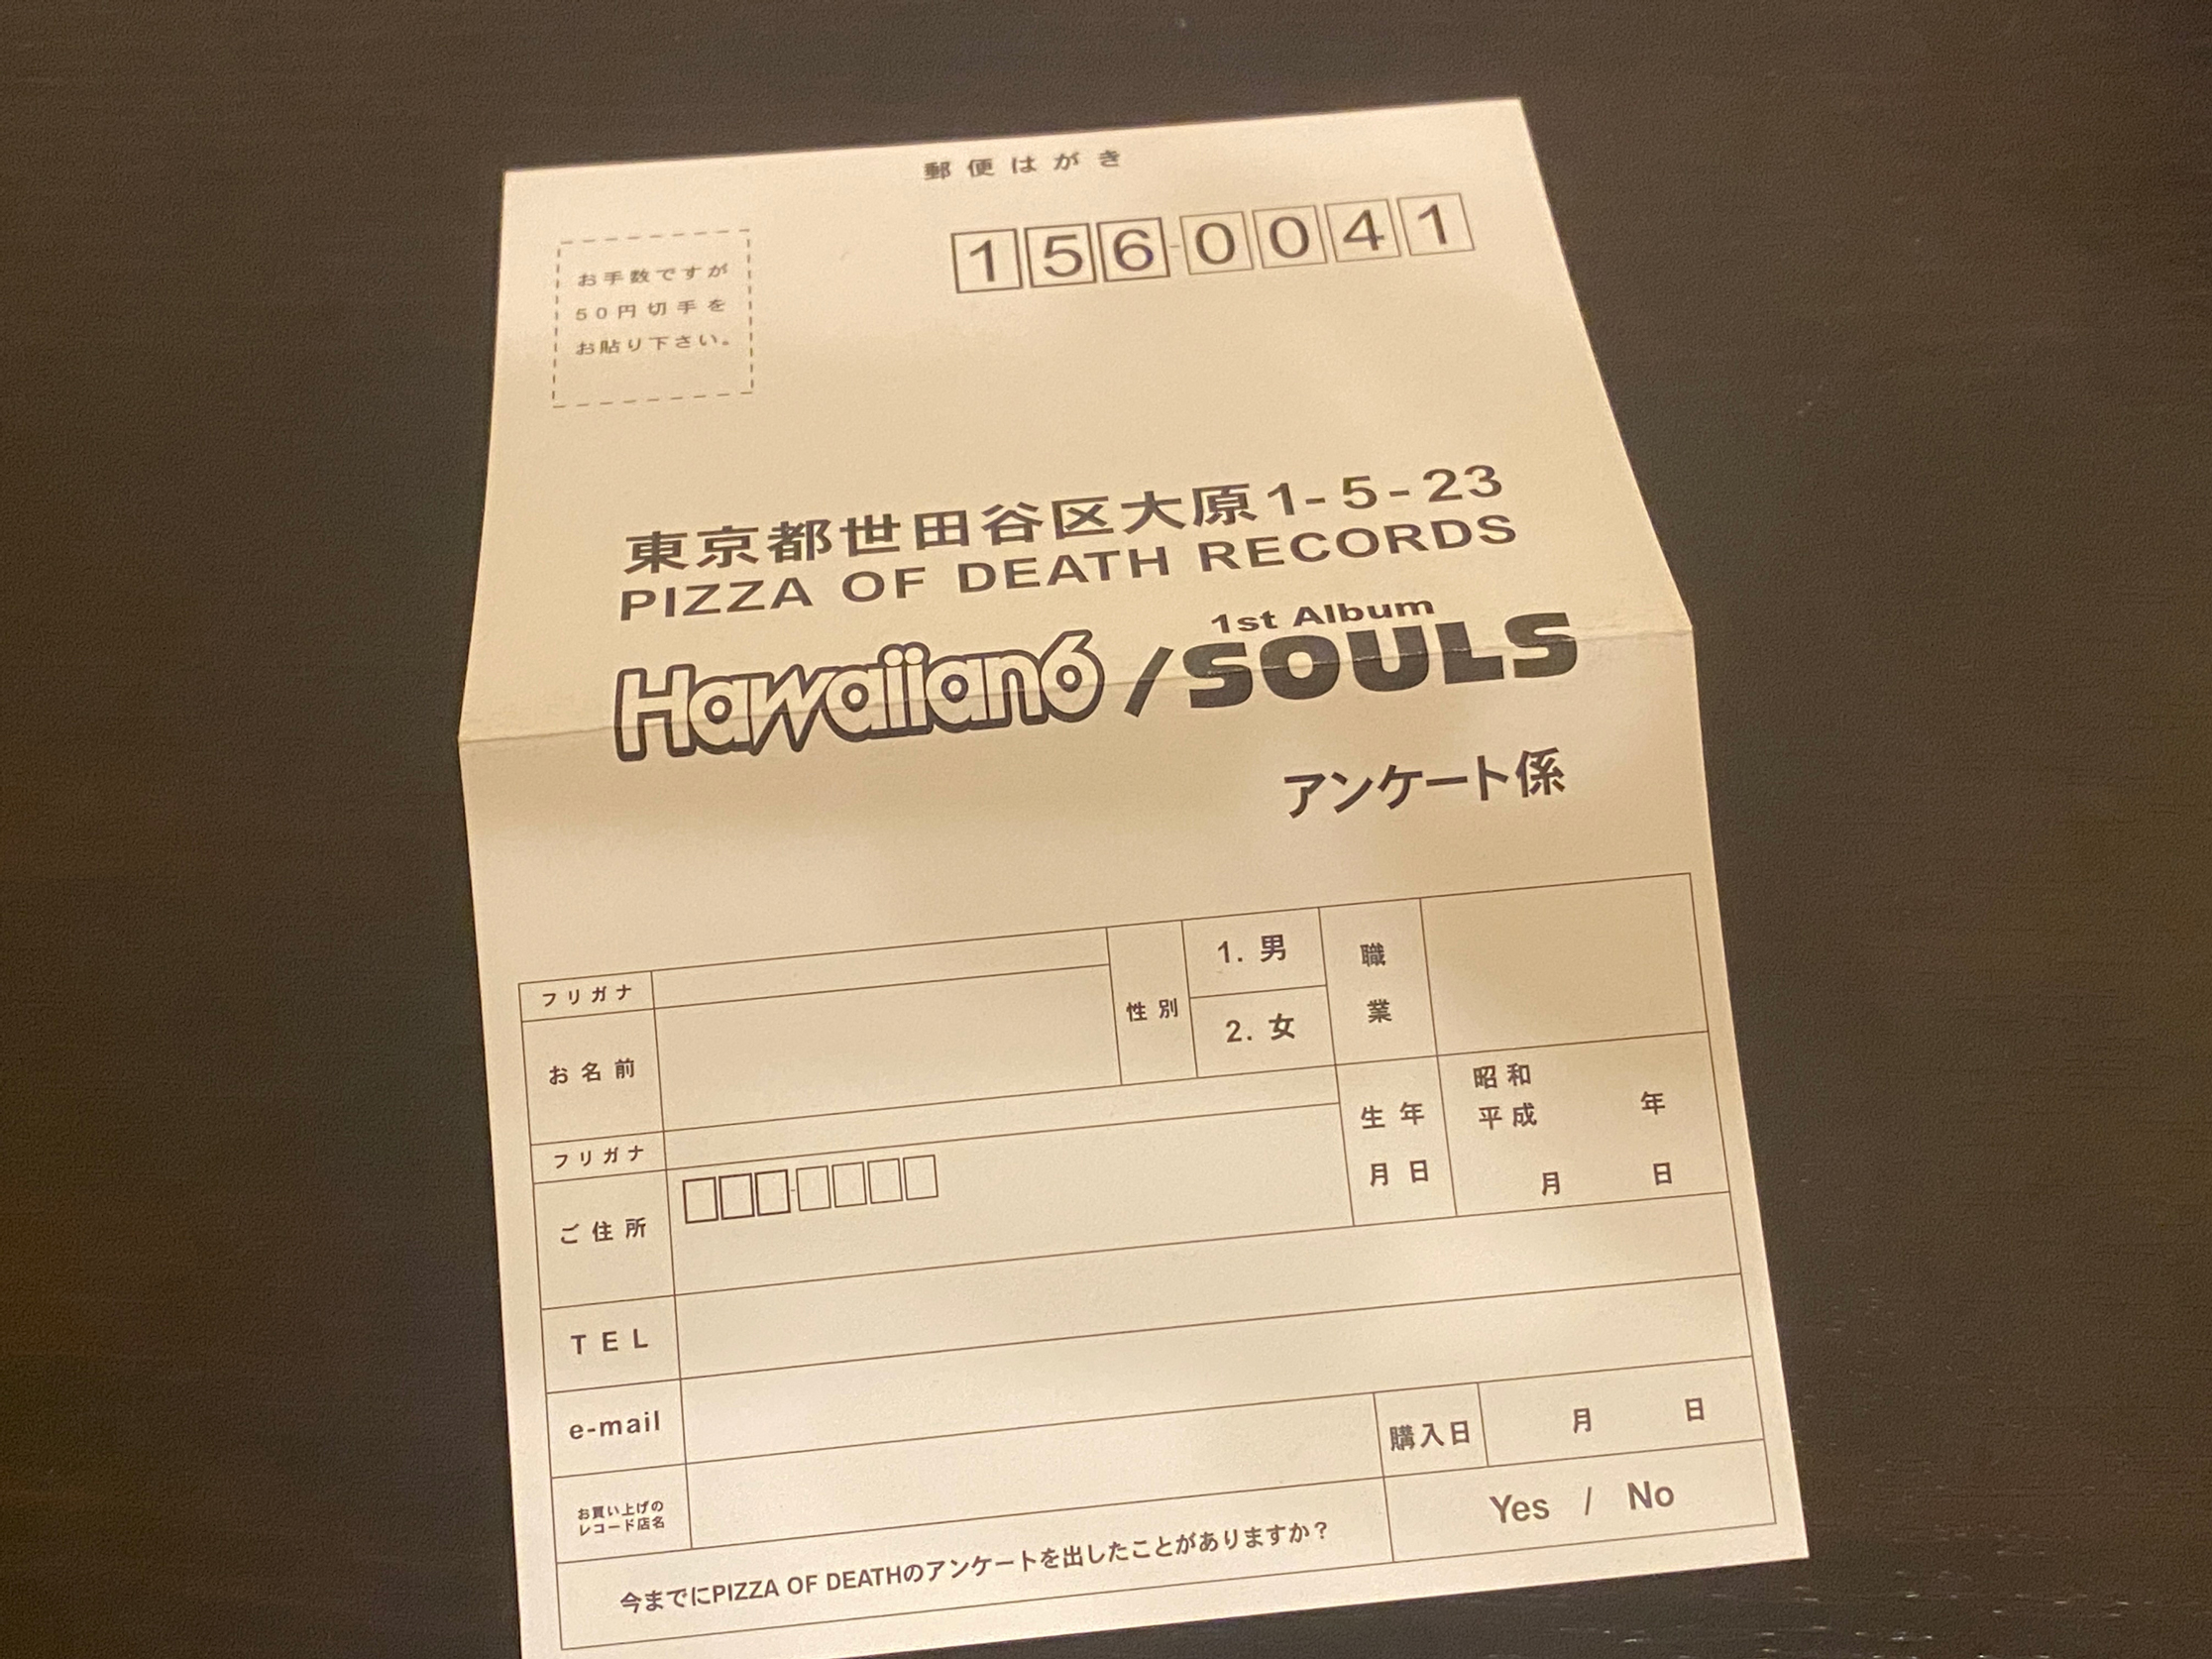 郵便はがき
お手数ですが
50円切手を
お貼り下さい。
156-0041
東京都世田谷区大原1-5-23
PIZZA OF DEATH RECORDS
1st Album
Hawaiian6/SOULS
アンケート係
フリガナ
お名前
性別
1. 男
2. 女
職業
フリガナ
ご住所
生年
月日
昭和
平成 年
月 日
TEL
e-mail
お買い上げの
レコード店名
購入日 月 日
今までにPIZZA OF DEATHのアンケートを出したことがありますか？ Yes / No